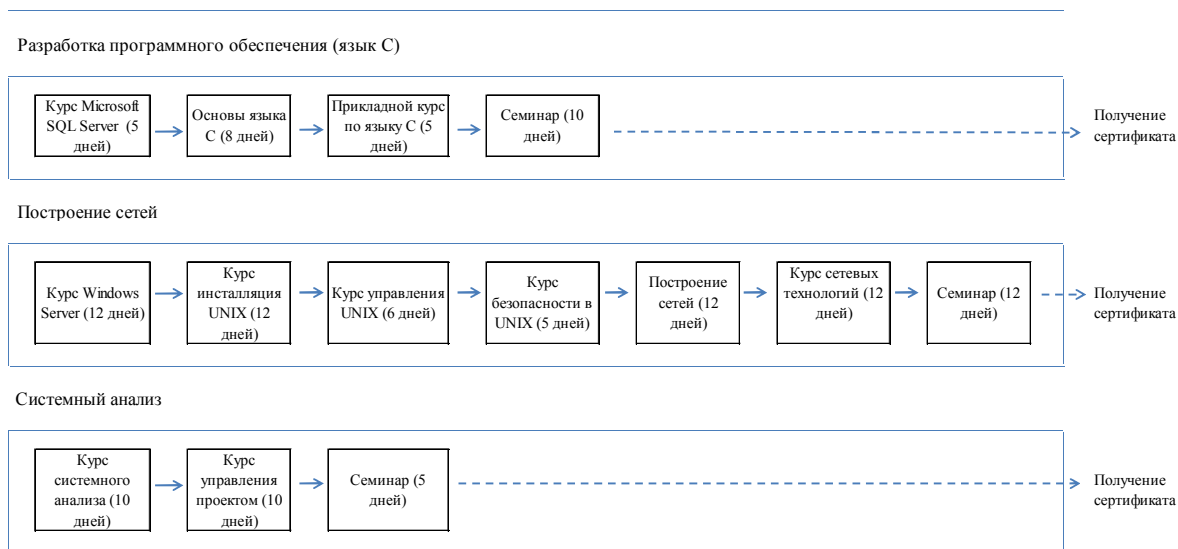 Разработка программного обеспечения (язык С)
Курс Microsoft
SQL Server (5
дней)
Основы языка
С (8 дней)
Прикладной курс
по языку С (5
дней)
Семинар (10
дней)
Получение
сертификата
Построение сетей
Курс Windows
Server (12 дней)
Курс
инсталляция
UNIX (12
дней)
Курс управления
UNIX (6 дней)
Курс
безопасности в
UNIX (5 дней)
Построение
сетей (12
дней)
Курс сетевых
технологий (12
дней)
Семинар (12
дней)
Получение
сертификата
Системный анализ
Курс
системного
анализа (10
дней)
Курс
управления
проектом (10
дней)
Семинар (5
дней)
Получение
сертификата